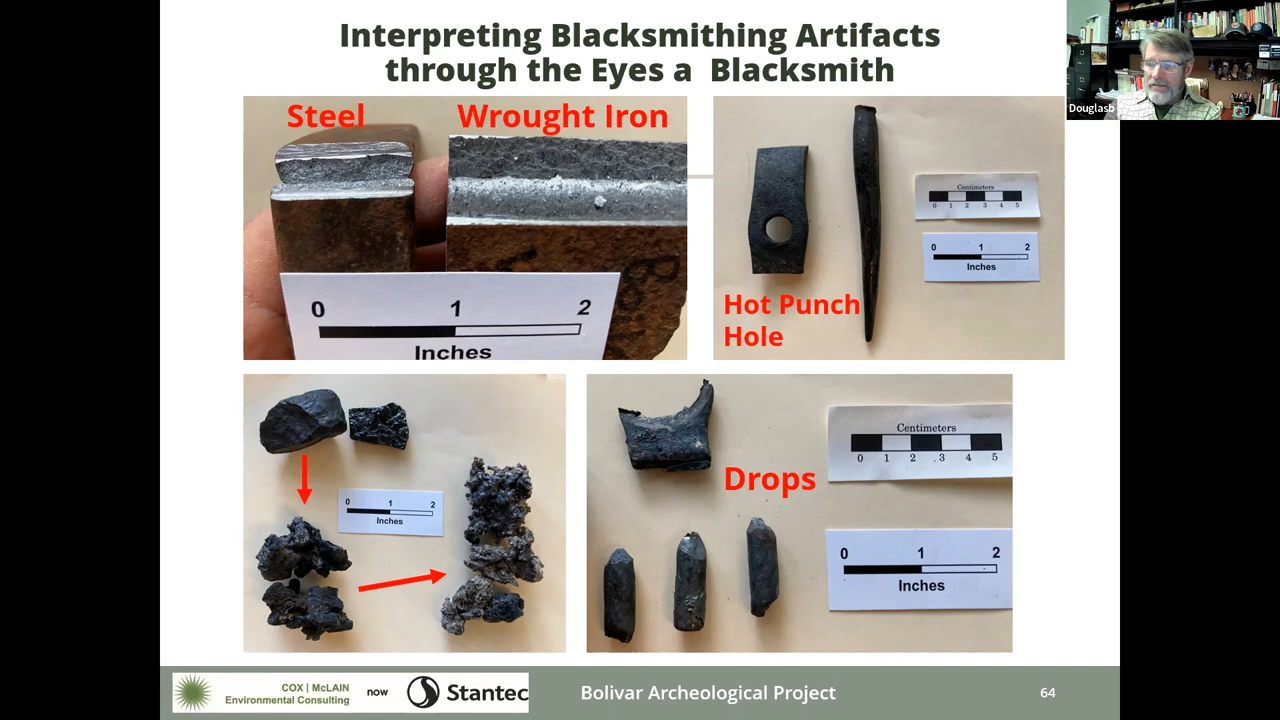 Interpreting Blacksmithing Artifacts
through the Eyes a Blacksmith
Douglasb
Steel
Wrought Iron
0 1 2
Inches
Hot Punch
Hole
Centimeters
0 1 2 3 4 5
0 1 2
Inches
0 1 2
Inches
Drops
Centimeters
0 1 2 3 4 5
0 1 2
Inches
COX | McLAIN
Environmental Consulting
now
Stantec
Bolivar Archeological Project
64